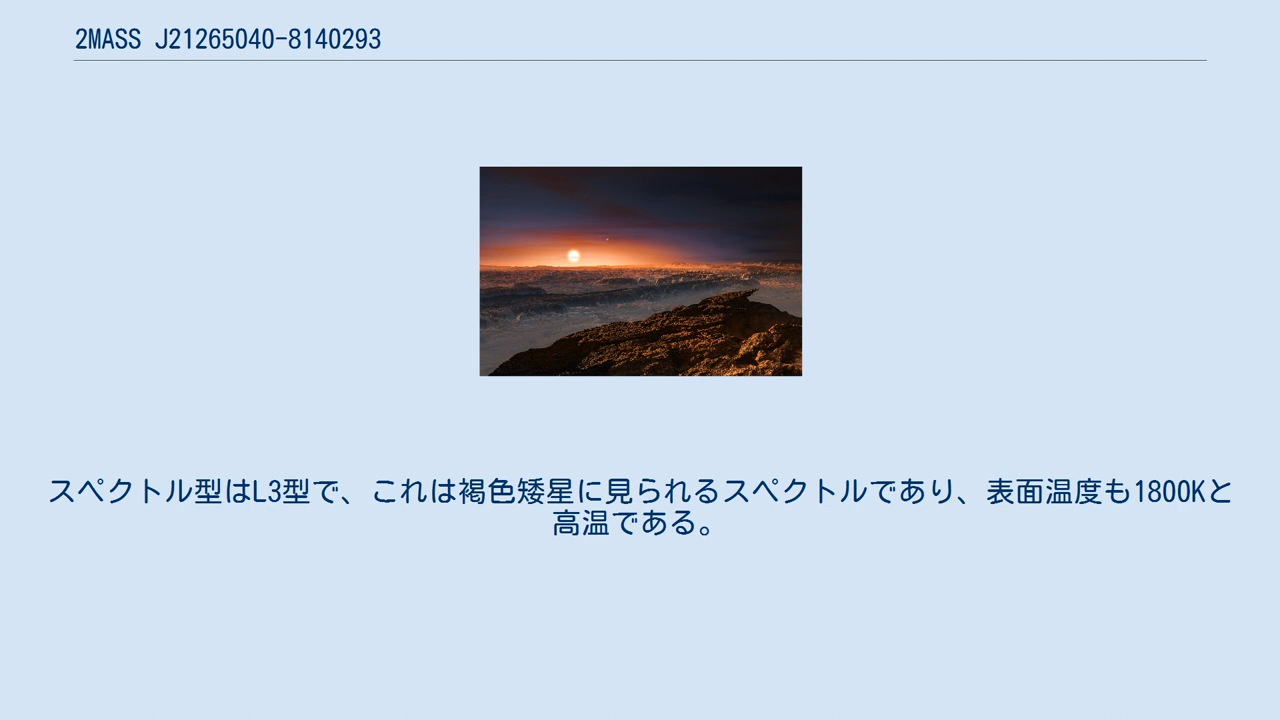 2MASS J21265040-8140293
スペクトル型はL3型で、これは褐色矮星に見られるスペクトルであり、表面温度も1800Kと
高温である。